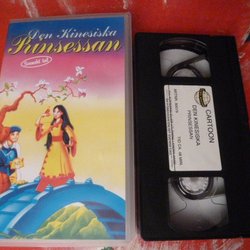 Den Kinesiska
Prinsessan
Svenskt tal
CARTOON
DEN KINESISKA
PRINSESSAN